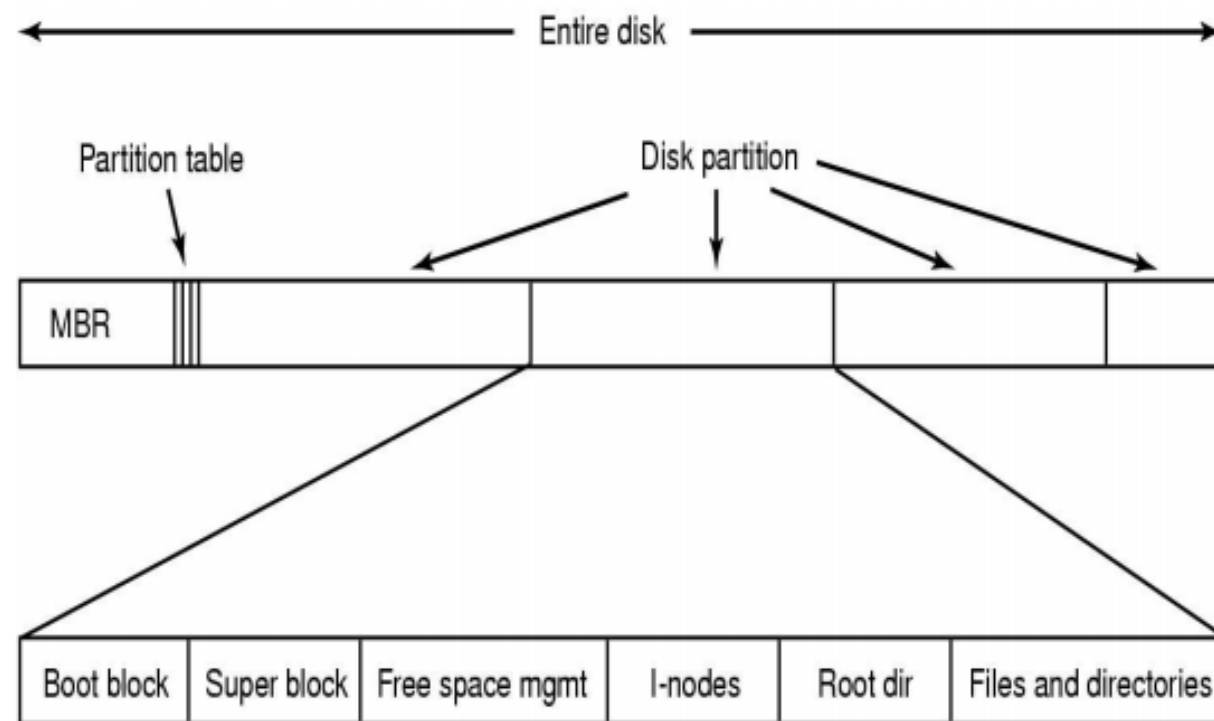 Entire disk
Partition table
Disk partition
MBR
Boot block
Super block
Free space mgmt
I-nodes
Root dir
Files and directories